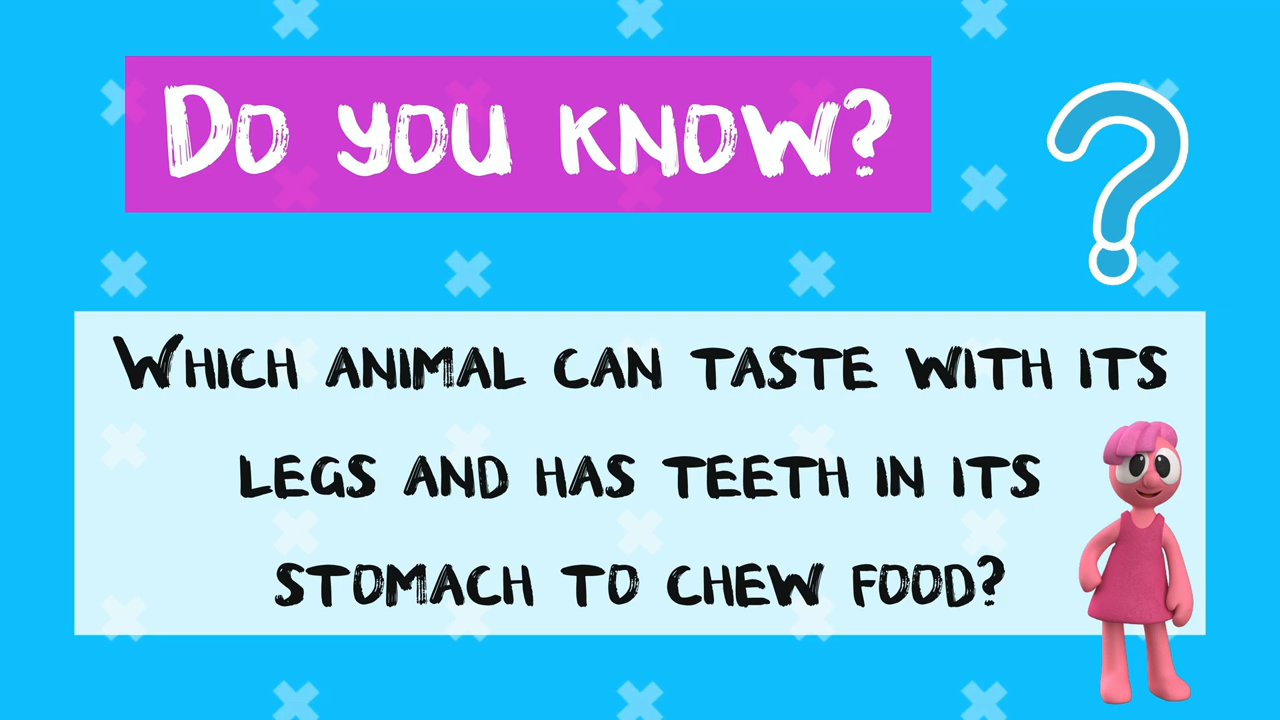 Do you know?
Which animal can taste with its
legs and has teeth in its
stomach to chew food?